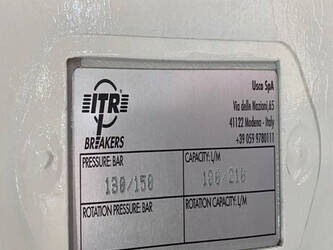 ITR
BREAKERS
Usco SpA
Via delle Nazioni,65
41122 Modena - Italy
+39 059 9780111
PRESSURE: BAR
130/150
CAPACITY: L/M
180/210
ROTATION PRESSURE: BAR
ROTATION CAPACITY: L/M